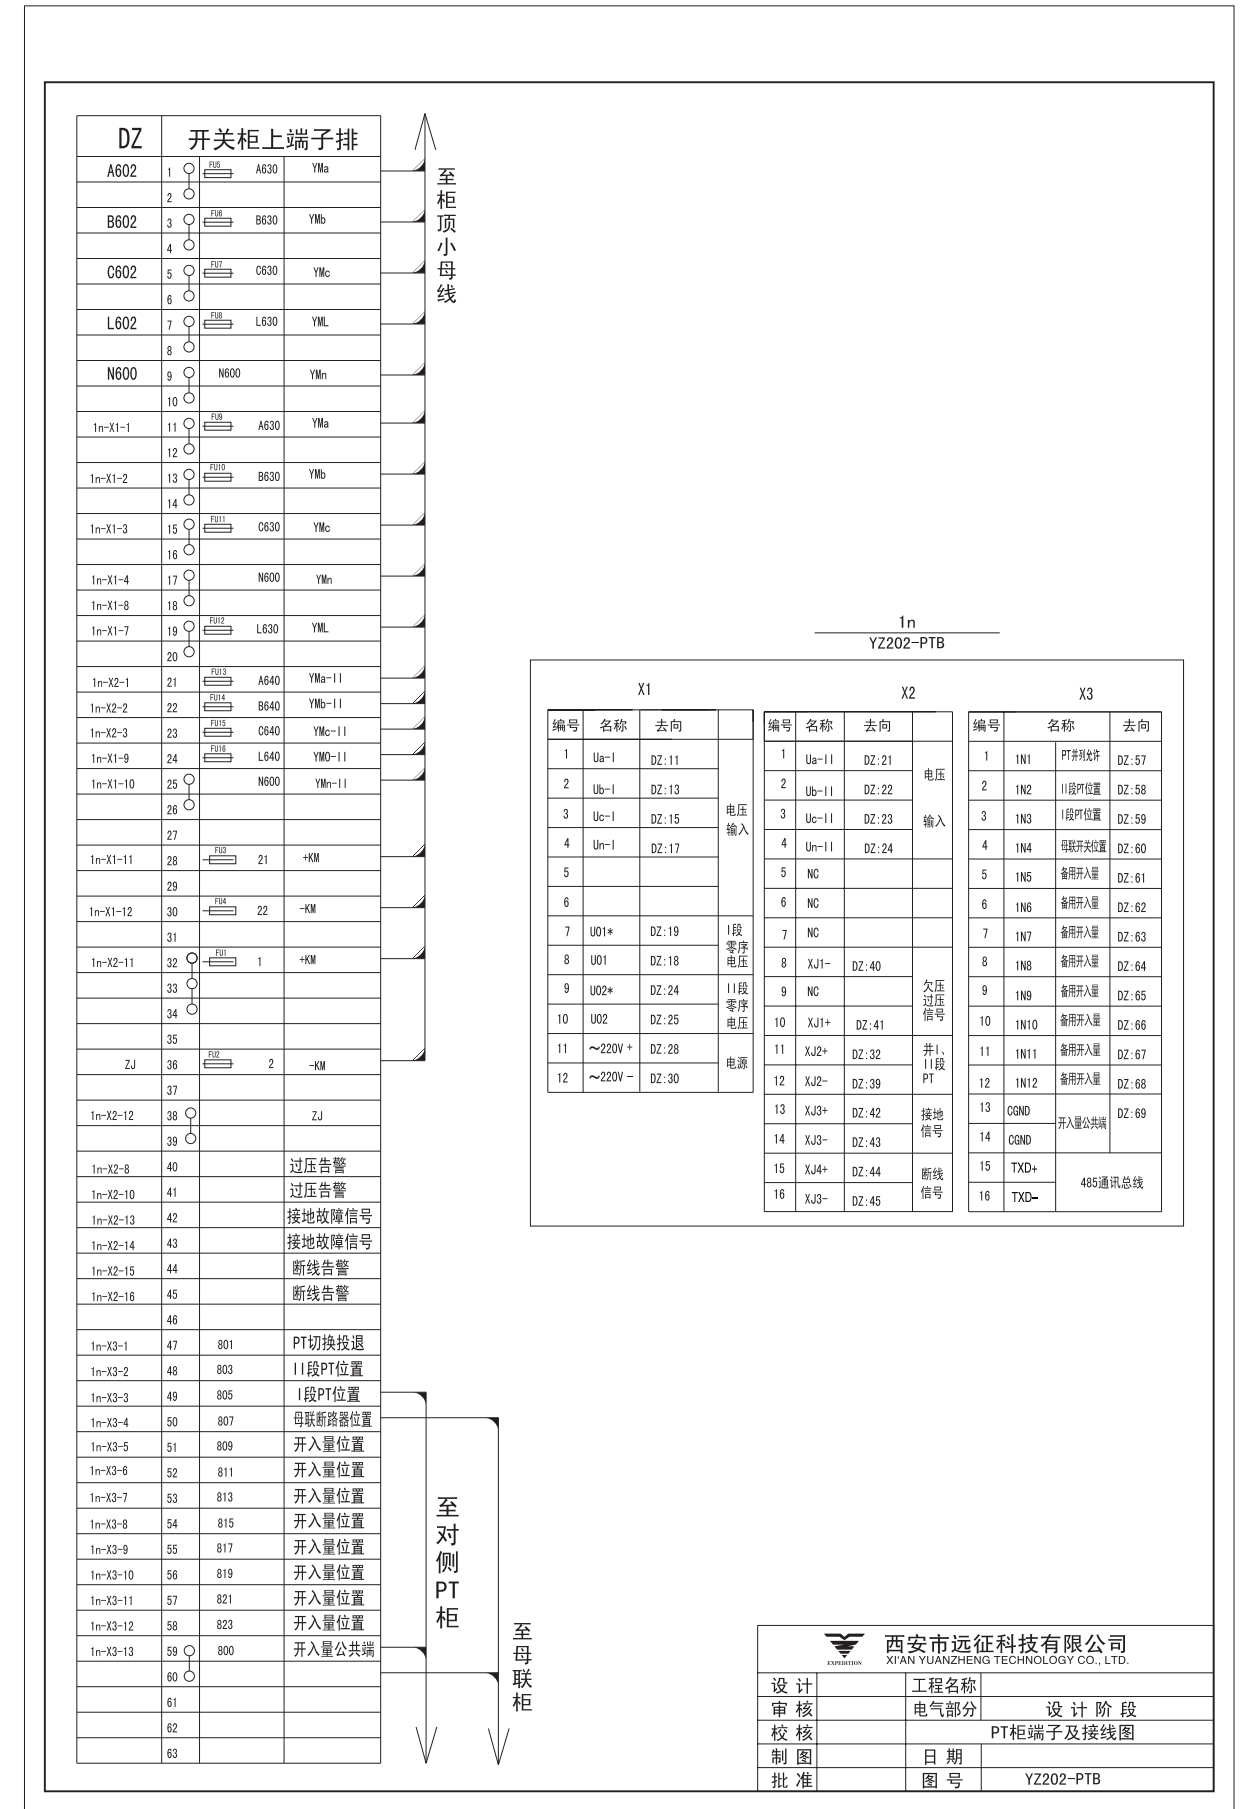 DZ 开关柜上端子排
A602 1 FU5 A630 YMa
2
B602 3 FU6 B630 YMb
4
C602 5 FU7 C630 YMc
6
L602 7 FU8 L630 YML
8
N600 9 N600 YMn
10
1n-X1-1 11 FU9 A630 YMa
12
1n-X1-2 13 FU10 B630 YMb
14
1n-X1-3 15 FU11 C630 YMc
16
1n-X1-4 17 N600 YMn
1n-X1-8 18
1n-X1-7 19 FU12 L630 YML
20
1n-X2-1 21 FU13 A640 YMa-II
1n-X2-2 22 FU14 B640 YMb-II
1n-X2-3 23 FU15 C640 YMc-II
1n-X1-9 24 FU16 L640 YM0-II
1n-X1-10 25 N600 YMn-II
26
27
1n-X1-11 28 FU3 21 +KM
29
1n-X1-12 30 FU4 22 -KM
31
1n-X2-11 32 FU1 1 +KM
33
34
35
ZJ 36 FU2 2 -KM
37
1n-X2-12 38 ZJ
39
1n-X2-8 40 过压告警
1n-X2-10 41 过压告警
1n-X2-13 42 接地故障信号
1n-X2-14 43 接地故障信号
1n-X2-15 44 断线告警
1n-X2-16 45 断线告警
46
1n-X3-1 47 801 PT切换投退
1n-X3-2 48 803 II段PT位置
1n-X3-3 49 805 I段PT位置
1n-X3-4 50 807 母联断路器位置
1n-X3-5 51 809 开入量位置
1n-X3-6 52 811 开入量位置
1n-X3-7 53 813 开入量位置
1n-X3-8 54 815 开入量位置
1n-X3-9 55 817 开入量位置
1n-X3-10 56 819 开入量位置
1n-X3-11 57 821 开入量位置
1n-X3-12 58 823 开入量位置
1n-X3-13 59 800 开入量公共端
60
61
62
63
至柜顶小母线
至对侧PT柜
至母联柜
1n
YZ202-PTB
X1
编号 名称 去向
1 Ua-I DZ:11
2 Ub-I DZ:13
3 Uc-I DZ:15
4 Un-I DZ:17
5
6
电压
输入
7 U01* DZ:19
8 U01 DZ:18
I段
零序
电压
9 U02* DZ:24
10 U02 DZ:25
II段
零序
电压
11 ～220V+ DZ:28
12 ～220V- DZ:30
电源
X2
编号 名称 去向
1 Ua-II DZ:21
2 Ub-II DZ:22
3 Uc-II DZ:23
4 Un-II DZ:24
电压
输入
5 NC
6 NC
7 NC
8 XJ1- DZ:40
9 NC
10 XJ1+ DZ:41
欠压
过压
信号
11 XJ2+ DZ:32
12 XJ2- DZ:39
并I、
II段
PT
13 XJ3+ DZ:42
14 XJ3- DZ:43
接地
信号
15 XJ4+ DZ:44
16 XJ3- DZ:45
断线
信号
X3
编号 名称 去向
1 1N1 PT并列允许 DZ:57
2 1N2 II段PT位置 DZ:58
3 1N3 I段PT位置 DZ:59
4 1N4 母联开关位置 DZ:60
5 1N5 备用开入量 DZ:61
6 1N6 备用开入量 DZ:62
7 1N7 备用开入量 DZ:63
8 1N8 备用开入量 DZ:64
9 1N9 备用开入量 DZ:65
10 1N10 备用开入量 DZ:66
11 1N11 备用开入量 DZ:67
12 1N12 备用开入量 DZ:68
13 CGND DZ:69
开入量公共端
14 CGND
15 TXD+
485通讯总线
16 TXD-
EXPEDITION
西安市远征科技有限公司
XI'AN YUANZHENG TECHNOLOGY CO., LTD.
设 计 工程名称
审 核 电气部分 设 计 阶 段
校 核 PT柜端子及接线图
制 图 日 期
批 准 图 号 YZ202-PTB